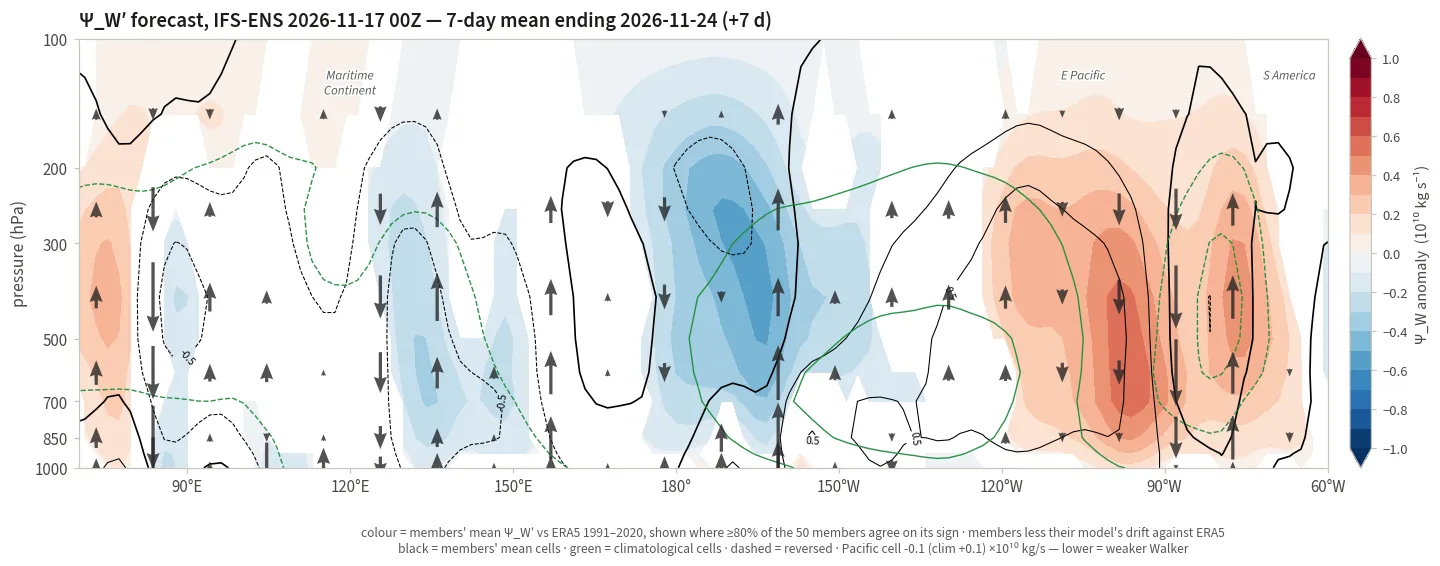 Ψ_W′ forecast, IFS-ENS 2026-11-17 00Z — 7-day mean ending 2026-11-24 (+7 d)
100
200
300
400
500
700
850
1000
pressure (hPa)
Maritime
Continent
E Pacific
S America
-0.5
-0.5
0.5
0.5
0.5
90°E
120°E
150°E
180°
150°W
120°W
90°W
60°W
1.0
0.8
0.6
0.4
0.2
0.0
−0.2
−0.4
−0.6
−0.8
−1.0
Ψ_W anomaly (10¹⁰ kg s⁻¹)
colour = members' mean Ψ_W′ vs ERA5 1991–2020, shown where ≥80% of the 50 members agree on its sign · members less their model's drift against ERA5
black = members' mean cells · green = climatological cells · dashed = reversed · Pacific cell -0.1 (clim +0.1) ×10¹⁰ kg/s — lower = weaker Walker